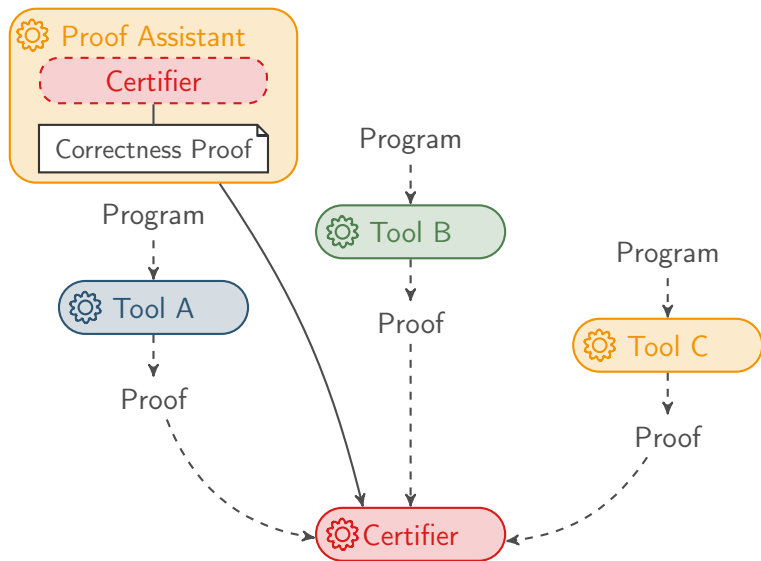 Proof Assistant
Certifier
Correctness Proof
Program
Tool A
Proof
Program
Tool B
Proof
Program
Tool C
Proof
Certifier